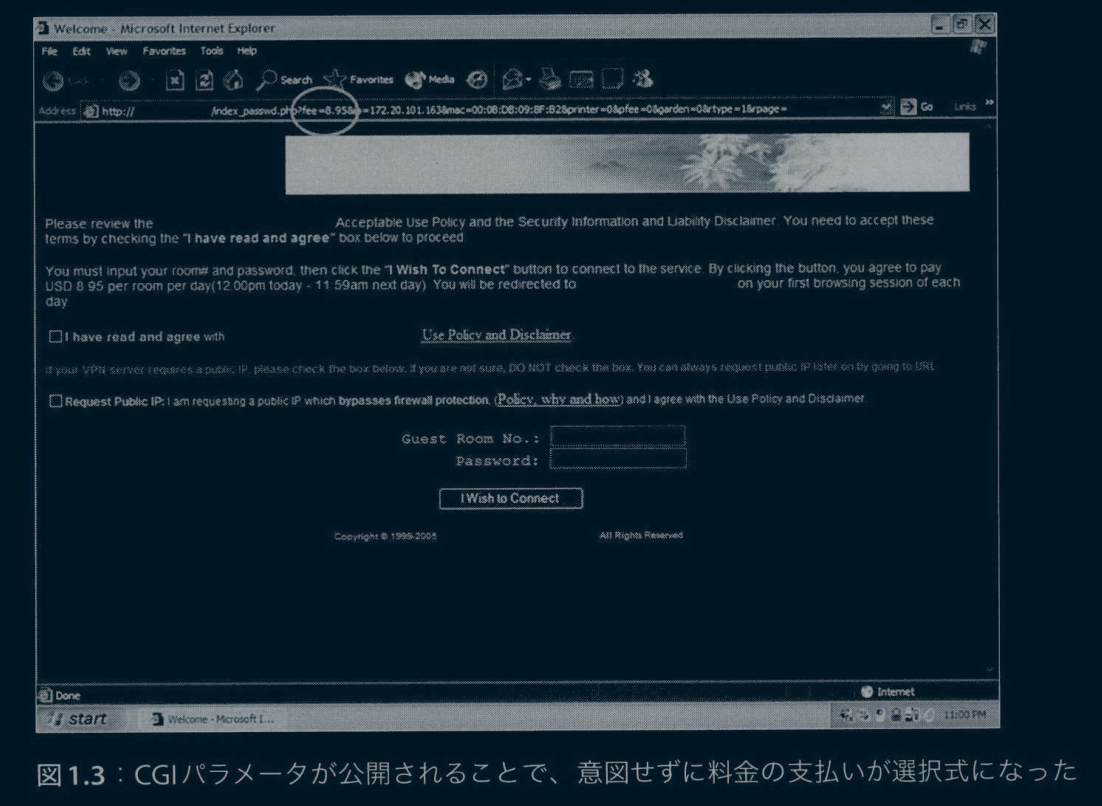 Welcome - Microsoft Internet Explorer
File Edit View Favorites Tools Help
Search Favorites Media
Address http:// /index_passwd.php?fee=8.95& =172.20.101.163&mac=00:08:DB:09:8F:B2&printer=0&pfee=0&garden=0&rtype=1&rpage= Go Links »
Please review the Acceptable Use Policy and the Security Information and Liability Disclaimer. You need to accept these
terms by checking the "I have read and agree" box below to proceed
You must input your room# and password, then click the "I Wish To Connect" button to connect to the service. By clicking the button, you agree to pay
USD 8.95 per room per day(12:00pm today - 11:59am next day). You will be redirected to on your first browsing session of each
day
I have read and agree with Use Policy and Disclaimer.
If your VPN server requires a public IP, please check the box below. If you are not sure, DO NOT check the box. You can always request public IP later on by going to URL
Request Public IP: I am requesting a public IP which bypasses firewall protection. (Policy, why and how) and I agree with the Use Policy and Disclaimer.
Guest Room No.:
Password:
I Wish to Connect
Copyright © 1999-2005 All Rights Reserved
Done Internet
start Welcome - Microsoft I... 11:00 PM
図1.3：CGIパラメータが公開されることで、意図せずに料金の支払いが選択式になった